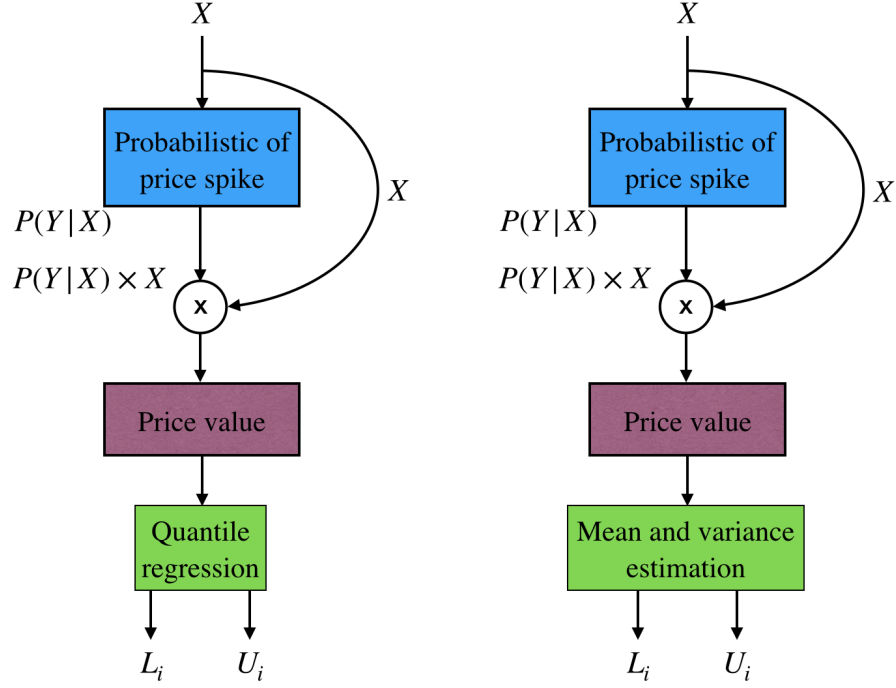 X
Probabilistic of
price spike
X
P(Y|X)
P(Y|X) × X
x
Price value
Quantile
regression
L_i
U_i
X
Probabilistic of
price spike
X
P(Y|X)
P(Y|X) × X
x
Price value
Mean and variance
estimation
L_i
U_i